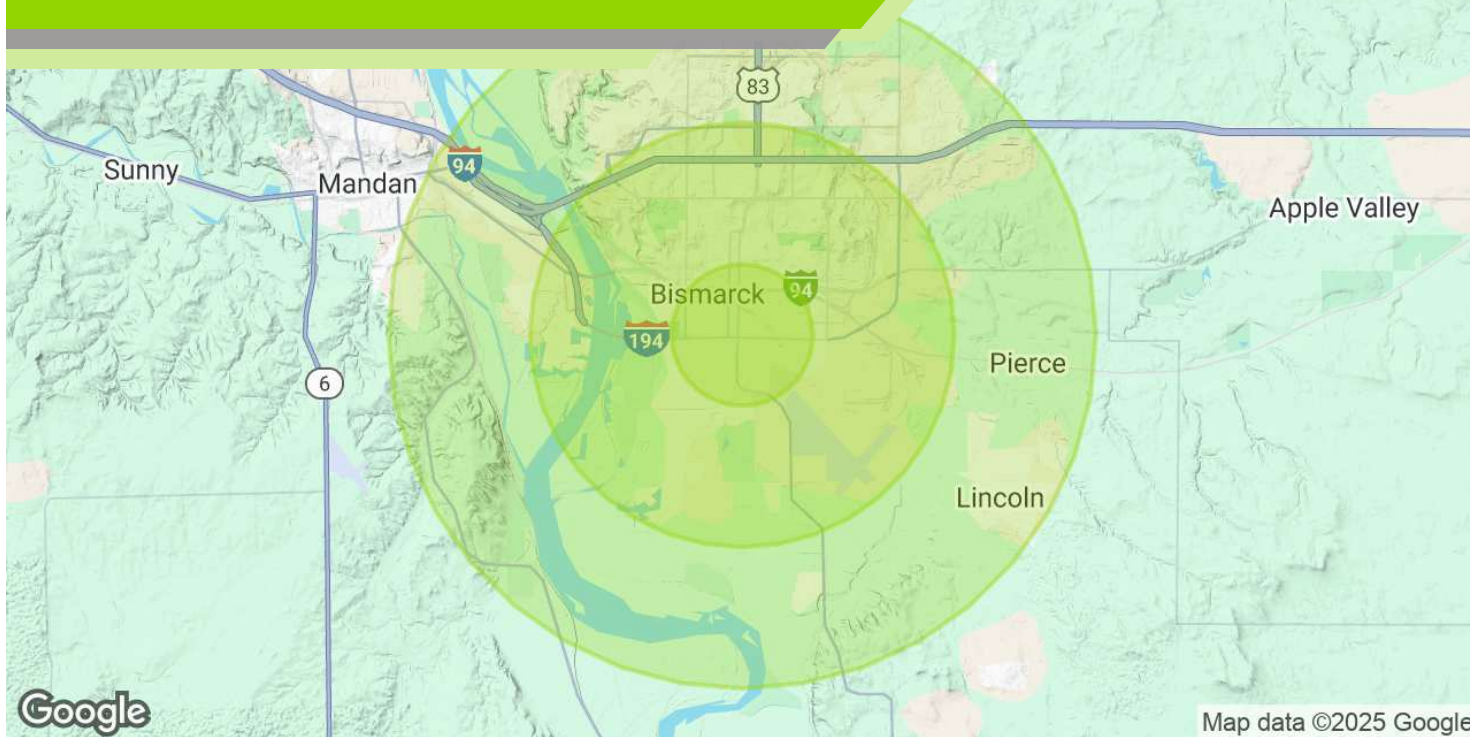 83
94
Sunny
Mandan
Apple Valley
Bismarck
94
194
Pierce
6
Lincoln
Google
Map data ©2025 Google